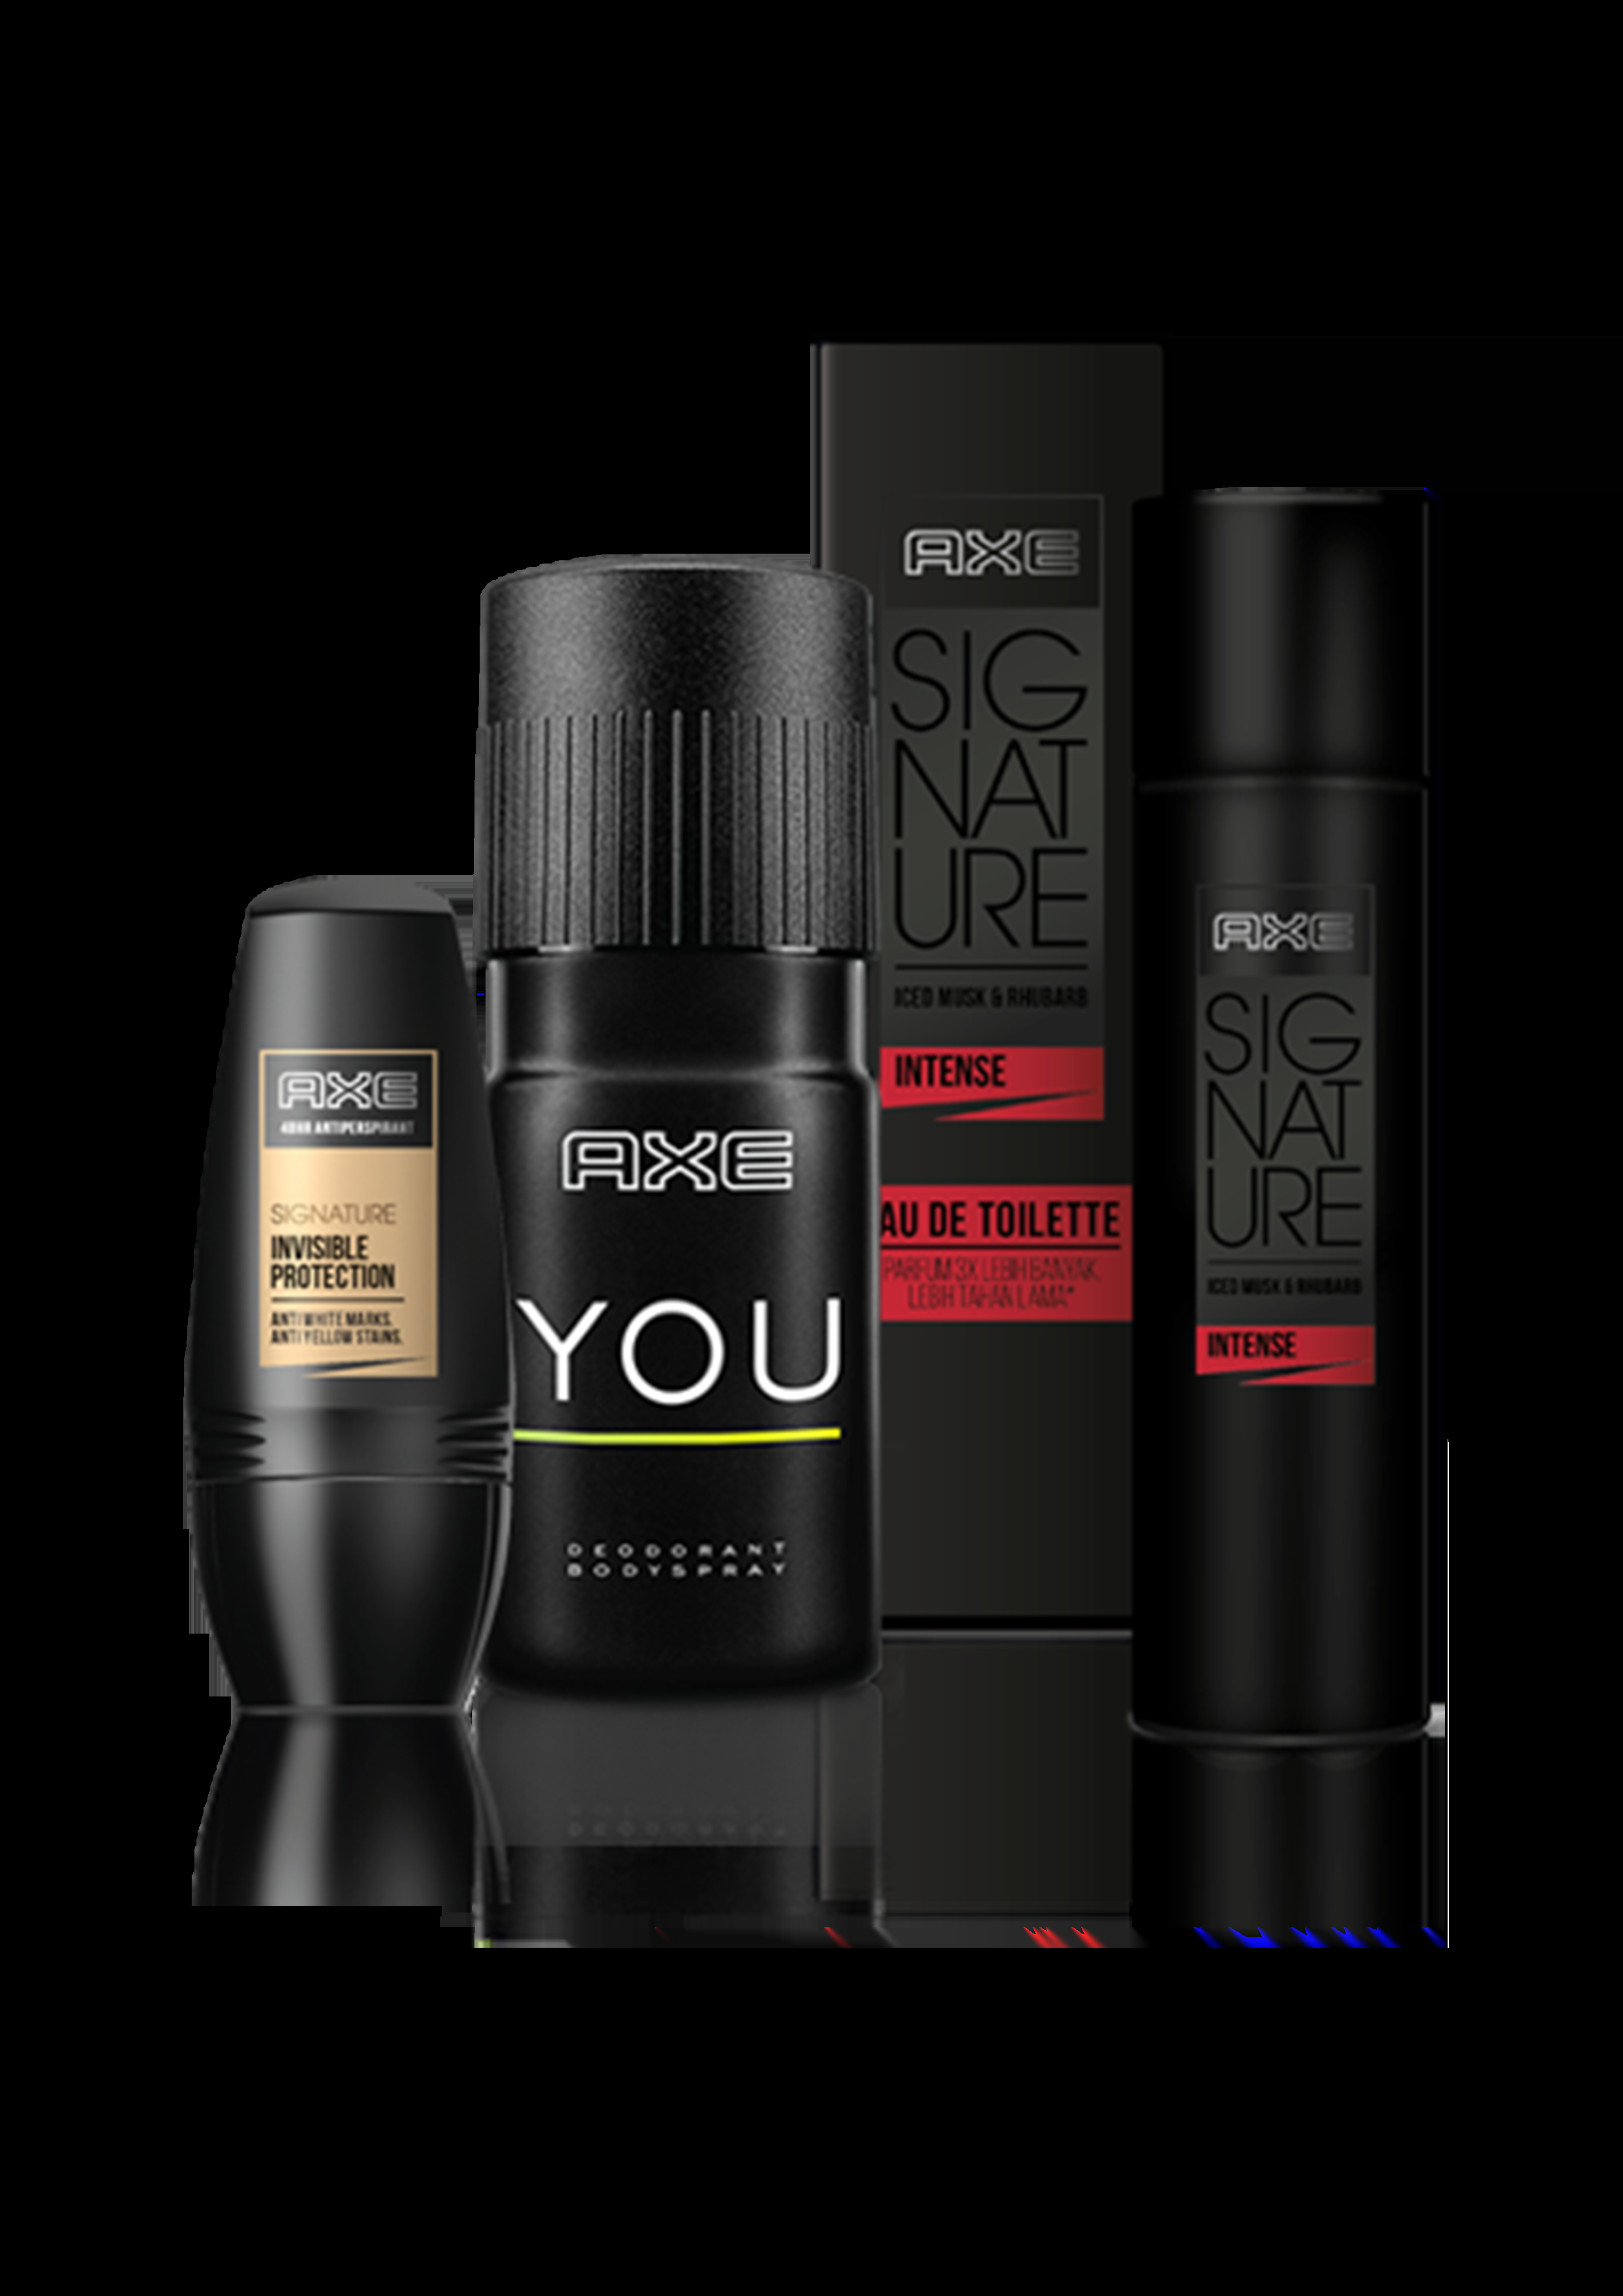 AXE
48HR ANTIPERSPIRANT
SIGNATURE
INVISIBLE
PROTECTION
ANTI WHITE MARKS.
ANTI YELLOW STAINS.
AXE
YOU
DEODORANT
BODYSPRAY
AXE
SIG
NAT
URE
ICED MUSK & RHUBARB
INTENSE
AU DE TOILETTE
PARFUM 3X LEBIH BANYAK,
LEBIH TAHAN LAMA*
AXE
SIG
NAT
URE
ICED MUSK & RHUBARB
INTENSE